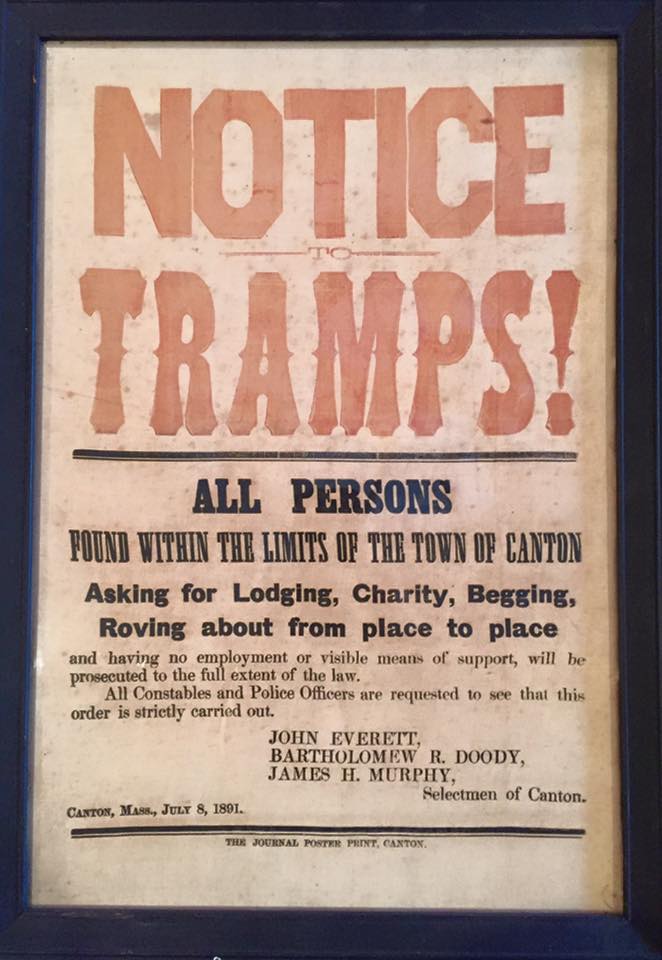 NOTICE
TO
TRAMPS!
ALL PERSONS
FOUND WITHIN THE LIMITS OF THE TOWN OF CANTON
Asking for Lodging, Charity, Begging,
Roving about from place to place
and having no employment or visible means of support, will be
prosecuted to the full extent of the law.
All Constables and Police Officers are requested to see that this
order is strictly carried out.
JOHN EVERETT,
BARTHOLOMEW R. DOODY,
JAMES H. MURPHY,
Selectmen of Canton.
CANTON, MASS., JULY 8, 1891.
THE JOURNAL POSTER PRINT, CANTON.